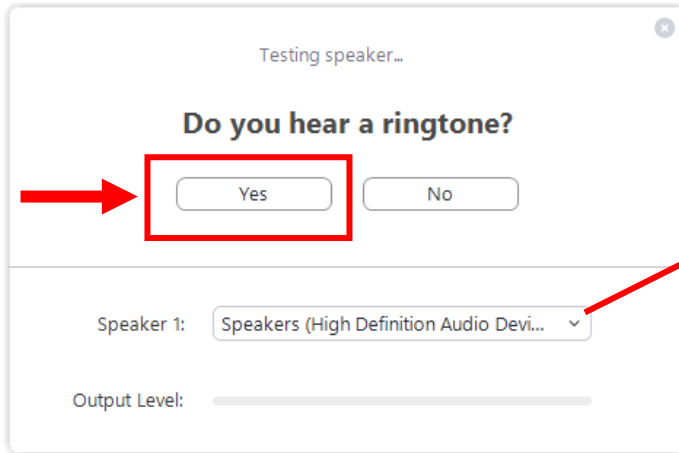 Testing speaker...
Do you hear a ringtone?
Yes No
Speaker 1: Speakers (High Definition Audio Devi...
Output Level: